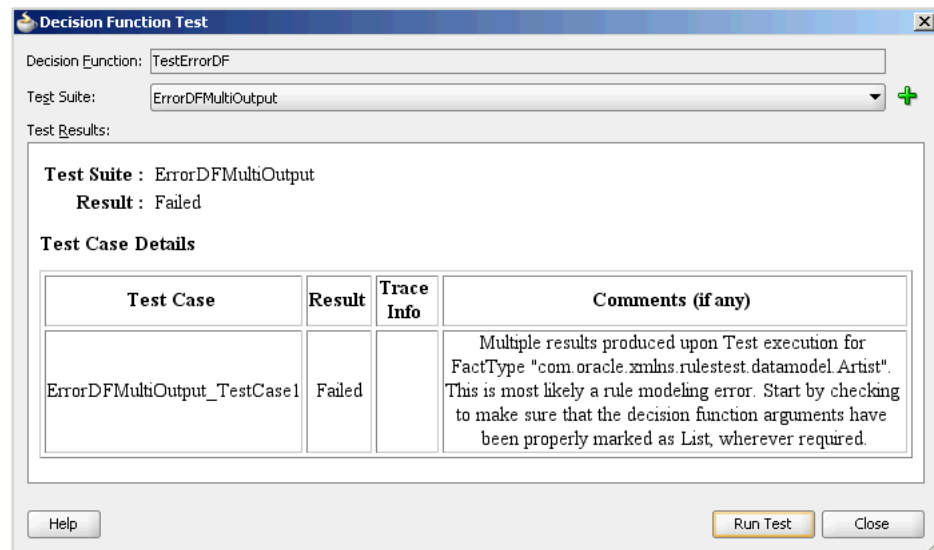 Decision Function Test
Decision Function: TestErrorDF
Test Suite: ErrorDFMultiOutput
Test Results:
Test Suite : ErrorDFMultiOutput
Result : Failed
Test Case Details
Test Case Result Trace Info Comments (if any)
ErrorDFMultiOutput_TestCase1 Failed
Multiple results produced upon Test execution for
FactType "com.oracle.xmlns.rulestest.datamodel.Artist".
This is most likely a rule modeling error. Start by checking
to make sure that the decision function arguments have
been properly marked as List, wherever required.
Help Run Test Close